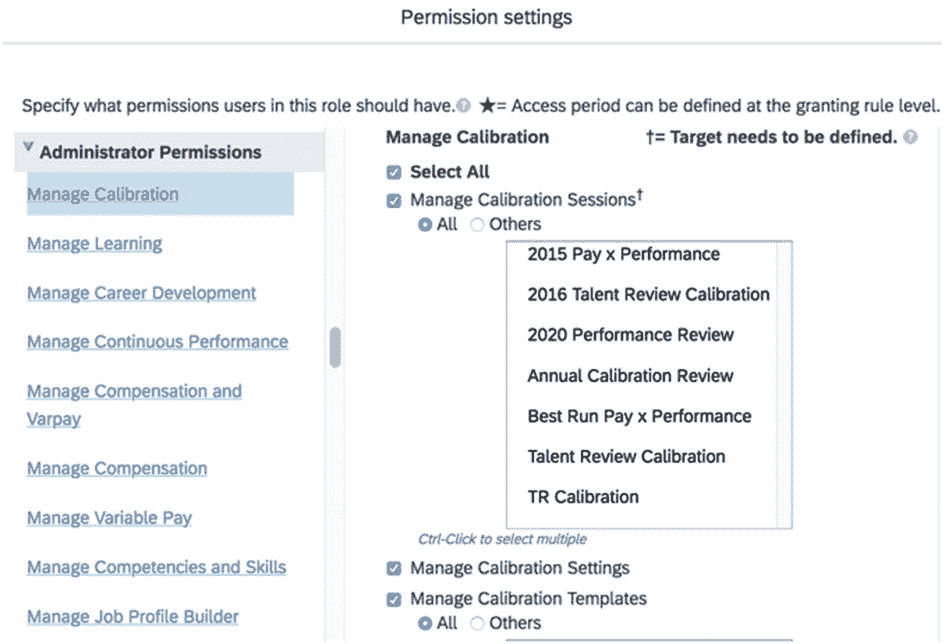 Permission settings
Specify what permissions users in this role should have. ★= Access period can be defined at the granting rule level.
Administrator Permissions
Manage Calibration
Manage Learning
Manage Career Development
Manage Continuous Performance
Manage Compensation and
Varpay
Manage Compensation
Manage Variable Pay
Manage Competencies and Skills
Manage Job Profile Builder
Manage Calibration †= Target needs to be defined.
Select All
Manage Calibration Sessions†
All Others
2015 Pay x Performance
2016 Talent Review Calibration
2020 Performance Review
Annual Calibration Review
Best Run Pay x Performance
Talent Review Calibration
TR Calibration
Ctrl-Click to select multiple
Manage Calibration Settings
Manage Calibration Templates
All Others